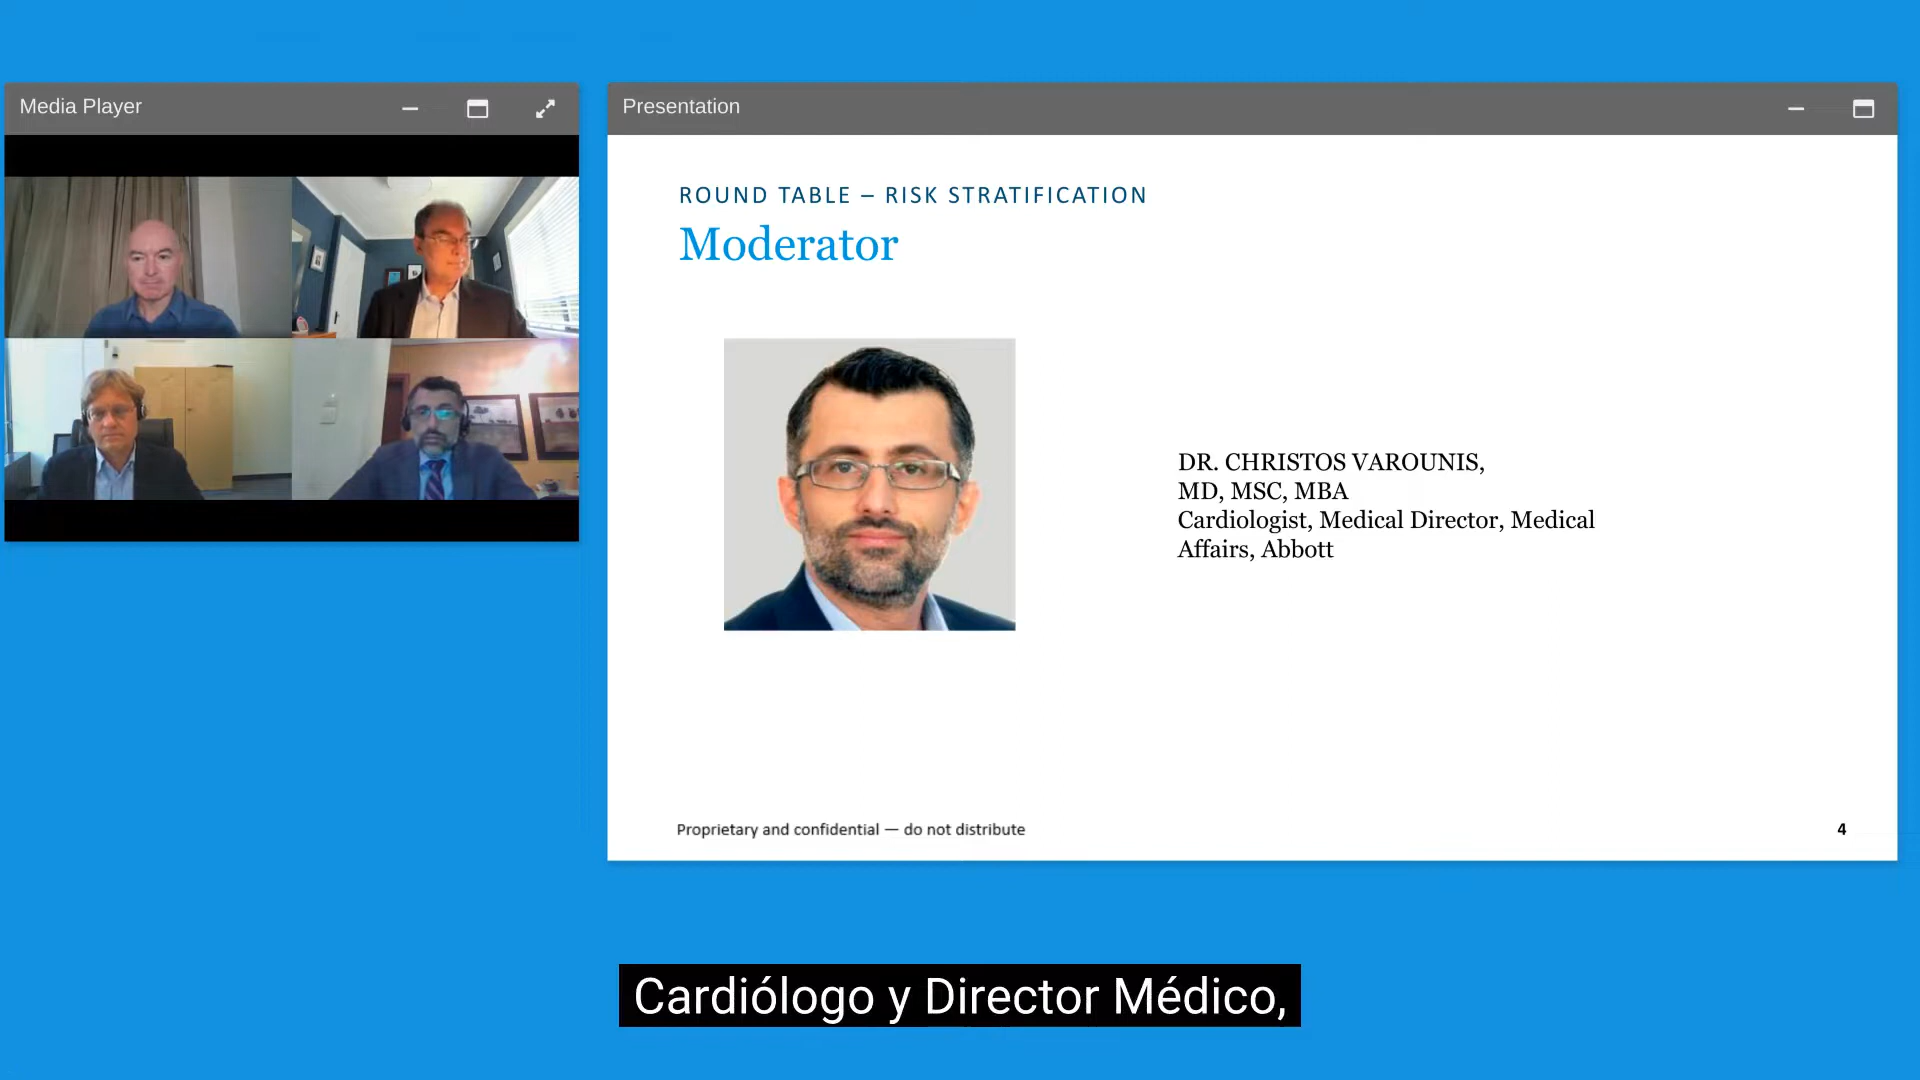 Media Player
Presentation
ROUND TABLE – RISK STRATIFICATION
Moderator
DR. CHRISTOS VAROUNIS,
MD, MSC, MBA
Cardiologist, Medical Director, Medical
Affairs, Abbott
Proprietary and confidential — do not distribute
4
Cardiólogo y Director Médico,